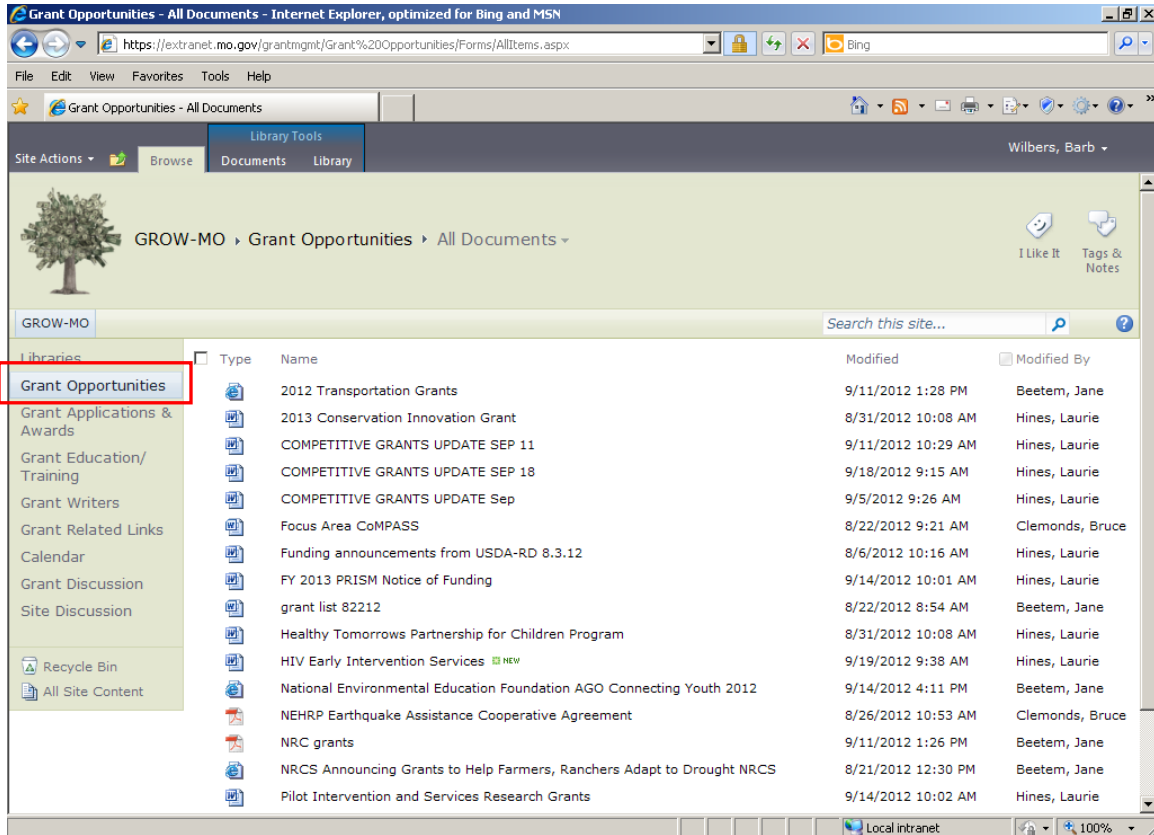 Grant Opportunities - All Documents - Internet Explorer, optimized for Bing and MSN
https://extranet.mo.gov/grantmgmt/Grant%20Opportunities/Forms/AllItems.aspx
Bing
File Edit View Favorites Tools Help
Grant Opportunities - All Documents
Library Tools
Site Actions Browse Documents Library Wilbers, Barb
GROW-MO Grant Opportunities All Documents
I Like It Tags & Notes
GROW-MO Search this site...
Libraries
Grant Opportunities
Grant Applications & Awards
Grant Education/ Training
Grant Writers
Grant Related Links
Calendar
Grant Discussion
Site Discussion
Recycle Bin
All Site Content
Type Name Modified Modified By
2012 Transportation Grants 9/11/2012 1:28 PM Beetem, Jane
2013 Conservation Innovation Grant 8/31/2012 10:08 AM Hines, Laurie
COMPETITIVE GRANTS UPDATE SEP 11 9/11/2012 10:29 AM Hines, Laurie
COMPETITIVE GRANTS UPDATE SEP 18 9/18/2012 9:15 AM Hines, Laurie
COMPETITIVE GRANTS UPDATE Sep 9/5/2012 9:26 AM Hines, Laurie
Focus Area CoMPASS 8/22/2012 9:21 AM Clemonds, Bruce
Funding announcements from USDA-RD 8.3.12 8/6/2012 10:16 AM Hines, Laurie
FY 2013 PRISM Notice of Funding 9/14/2012 10:01 AM Hines, Laurie
grant list 82212 8/22/2012 8:54 AM Beetem, Jane
Healthy Tomorrows Partnership for Children Program 8/31/2012 10:08 AM Hines, Laurie
HIV Early Intervention Services NEW 9/19/2012 9:38 AM Hines, Laurie
National Environmental Education Foundation AGO Connecting Youth 2012 9/14/2012 4:11 PM Beetem, Jane
NEHRP Earthquake Assistance Cooperative Agreement 8/26/2012 10:53 AM Clemonds, Bruce
NRC grants 9/11/2012 1:26 PM Beetem, Jane
NRCS Announcing Grants to Help Farmers, Ranchers Adapt to Drought NRCS 8/21/2012 12:30 PM Beetem, Jane
Pilot Intervention and Services Research Grants 9/14/2012 10:02 AM Hines, Laurie
Local intranet 100%